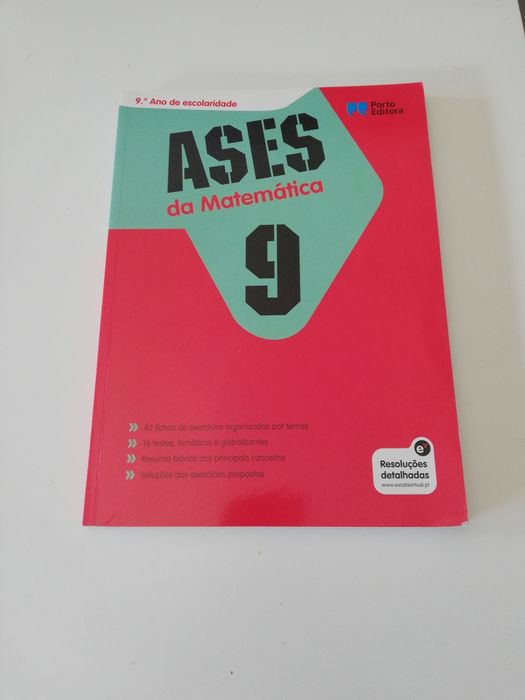 9.º Ano de escolaridade
Porto
Editora
ASES
da Matemática
9
42 fichas de exercícios organizadas por temas
16 testes, temáticos e globalizantes
Resumo teórico dos principais conceitos
Soluções dos exercícios propostos
e
Resoluções
detalhadas
www.escolavirtual.pt